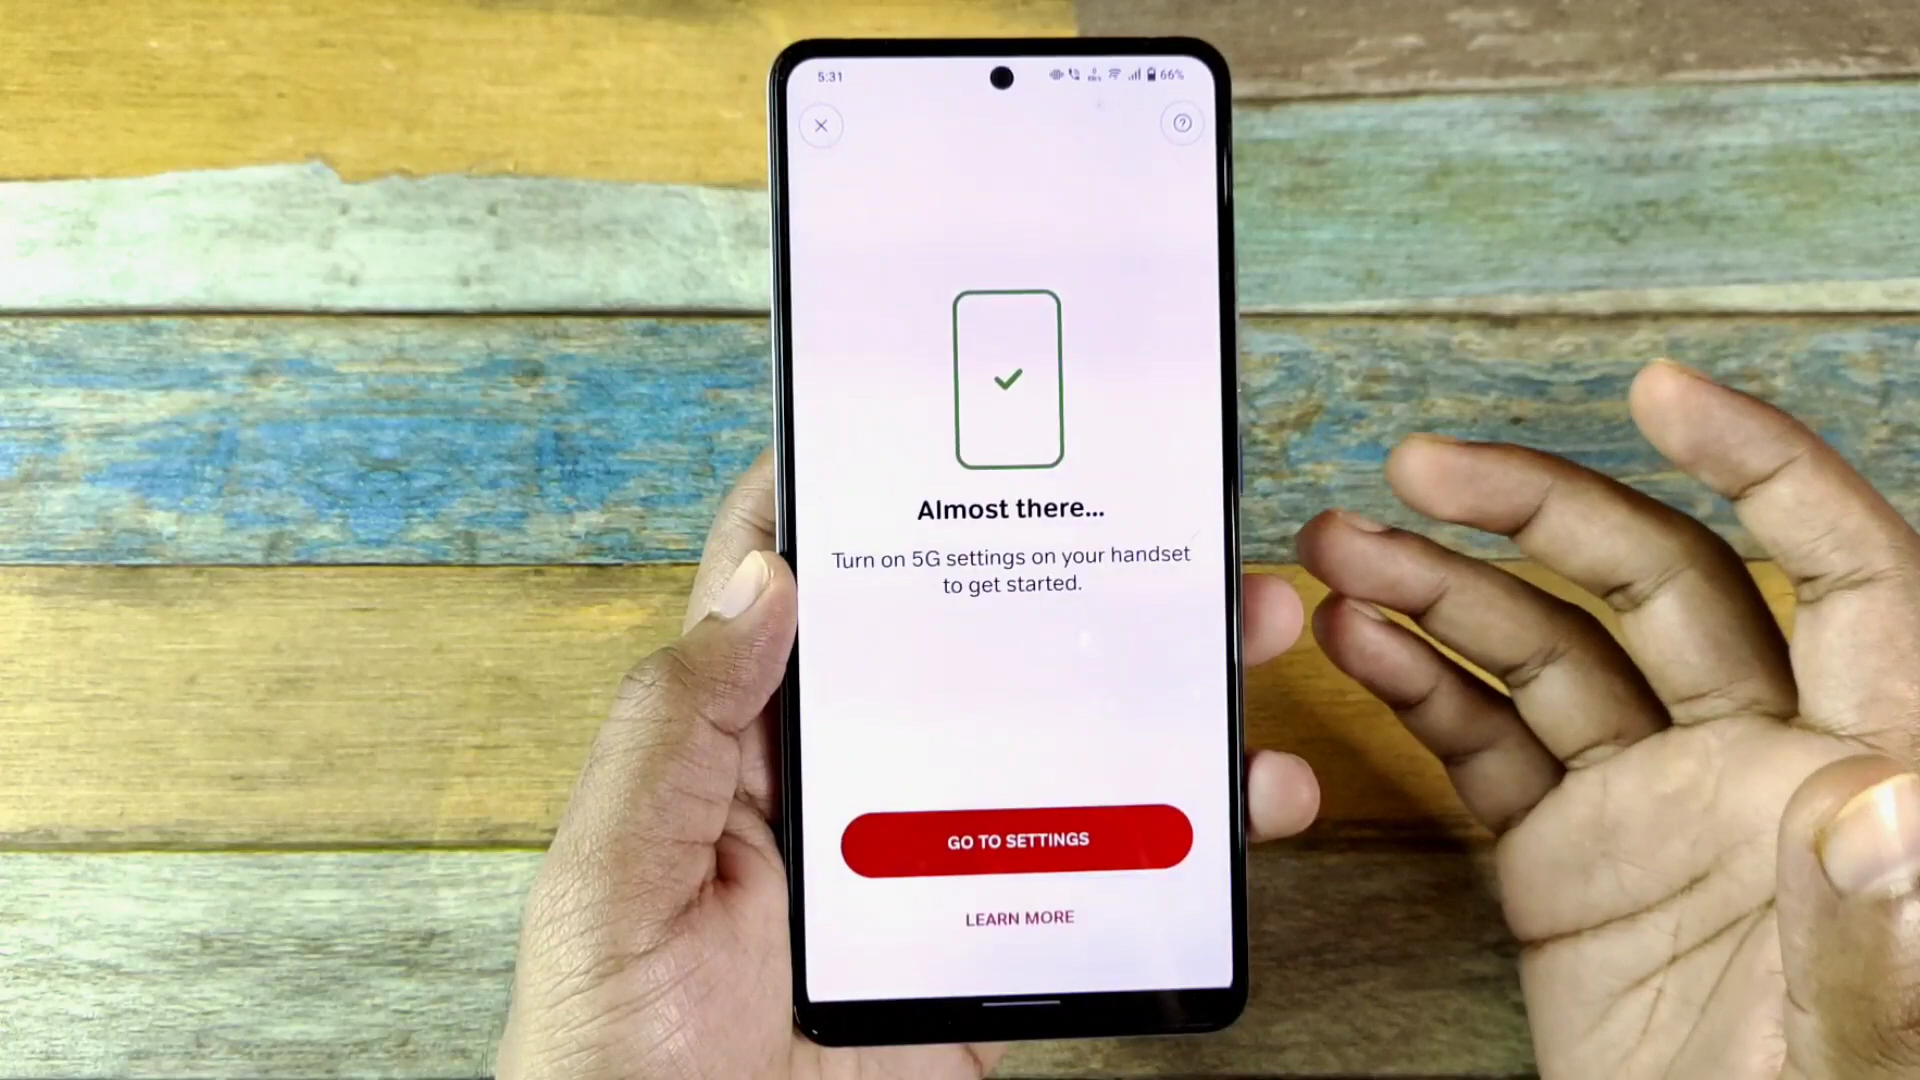 5:31
66%
Almost there...
Turn on 5G settings on your handset
to get started.
GO TO SETTINGS
LEARN MORE